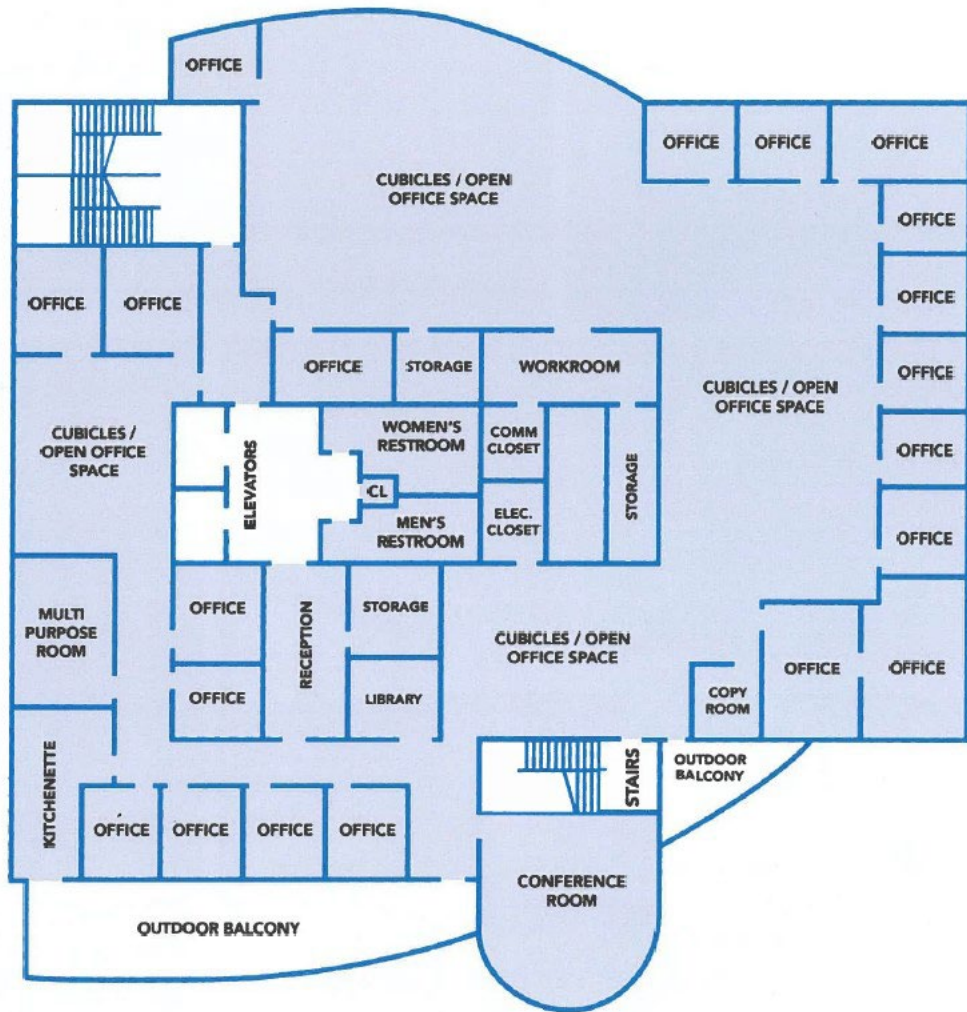 OFFICE
OFFICE
OFFICE
OFFICE
CUBICLES / OPEN
OFFICE SPACE
OFFICE
OFFICE
OFFICE
OFFICE
OFFICE
STORAGE
WORKROOM
OFFICE
CUBICLES / OPEN
OFFICE SPACE
CUBICLES /
OPEN OFFICE
SPACE
ELEVATORS
WOMEN'S
RESTROOM
COMM
CLOSET
STORAGE
OFFICE
CL
MEN'S
RESTROOM
ELEC.
CLOSET
OFFICE
MULTI
PURPOSE
ROOM
OFFICE
RECEPTION
STORAGE
CUBICLES / OPEN
OFFICE SPACE
OFFICE
LIBRARY
COPY
ROOM
OFFICE
OFFICE
KITCHENETTE
STAIRS
OUTDOOR
BALCONY
OFFICE
OFFICE
OFFICE
OFFICE
CONFERENCE
ROOM
OUTDOOR BALCONY